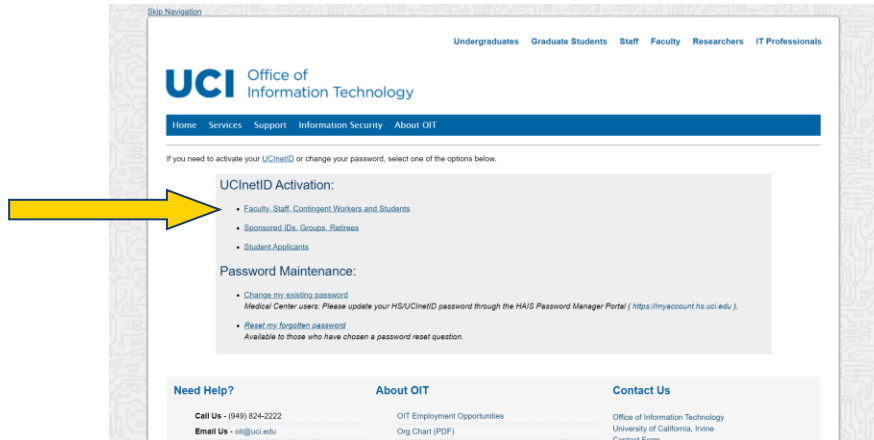 Skip Navigation
Undergraduates Graduate Students Staff Faculty Researchers IT Professionals
UCI Office of
Information Technology
Home Services Support Information Security About OIT
If you need to activate your UCInetID or change your password, select one of the options below.
UCInetID Activation:
• Faculty, Staff, Contingent Workers and Students
• Sponsored IDs, Groups, Retirees
• Student Applicants
Password Maintenance:
• Change my existing password
Medical Center users: Please update your HS/UCInetID password through the HAIS Password Manager Portal ( https://myaccount.hs.uci.edu ).
• Reset my forgotten password
Available to those who have chosen a password reset question.
Need Help? About OIT Contact Us
Call Us - (949) 824-2222 OIT Employment Opportunities Office of Information Technology
Email Us - oit@uci.edu Org Chart (PDF) University of California, Irvine
Contact Form